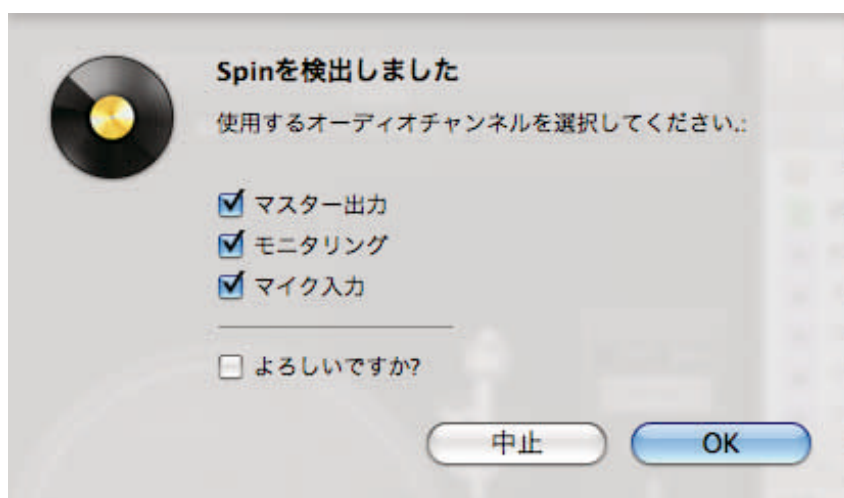 Spinを検出しました
使用するオーディオチャンネルを選択してください.:
マスター出力
モニタリング
マイク入力
よろしいですか?
中止
OK